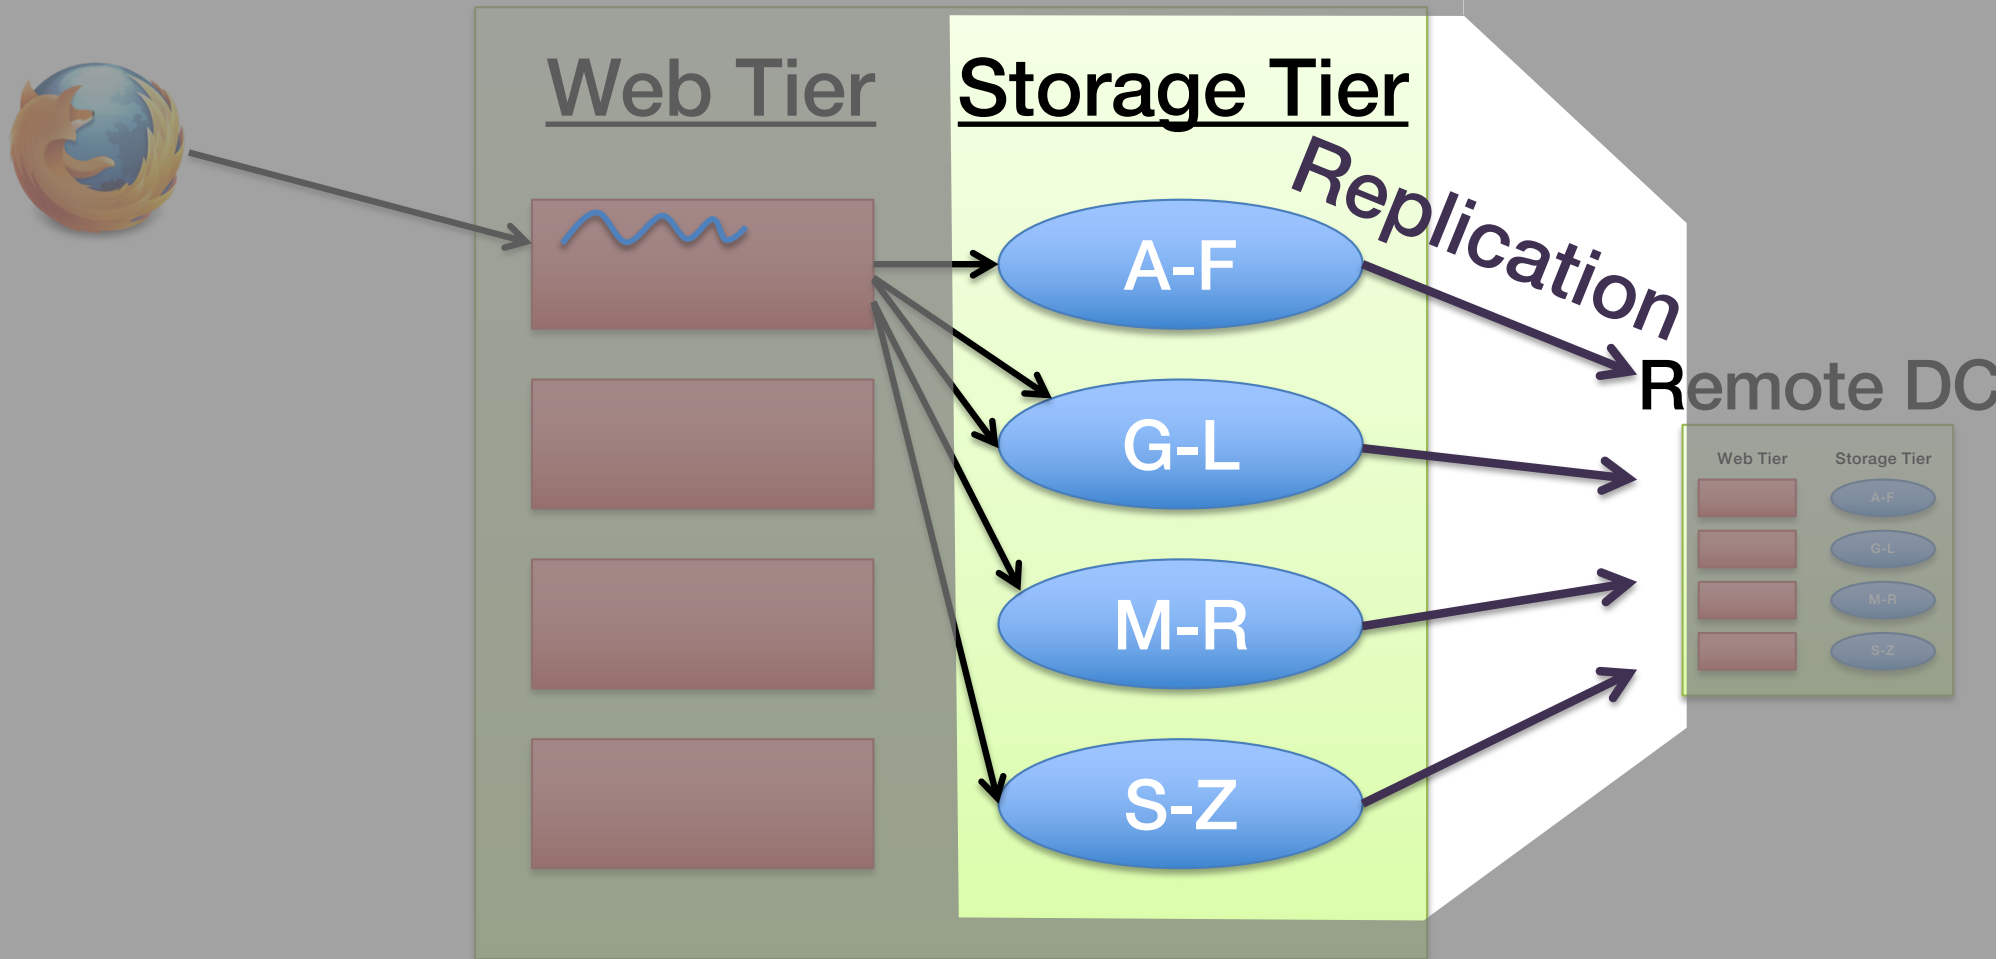 Web Tier
Storage Tier
Replication
A-F
G-L
M-R
S-Z
Remote DC
Web Tier
Storage Tier
A-F
G-L
M-R
S-Z